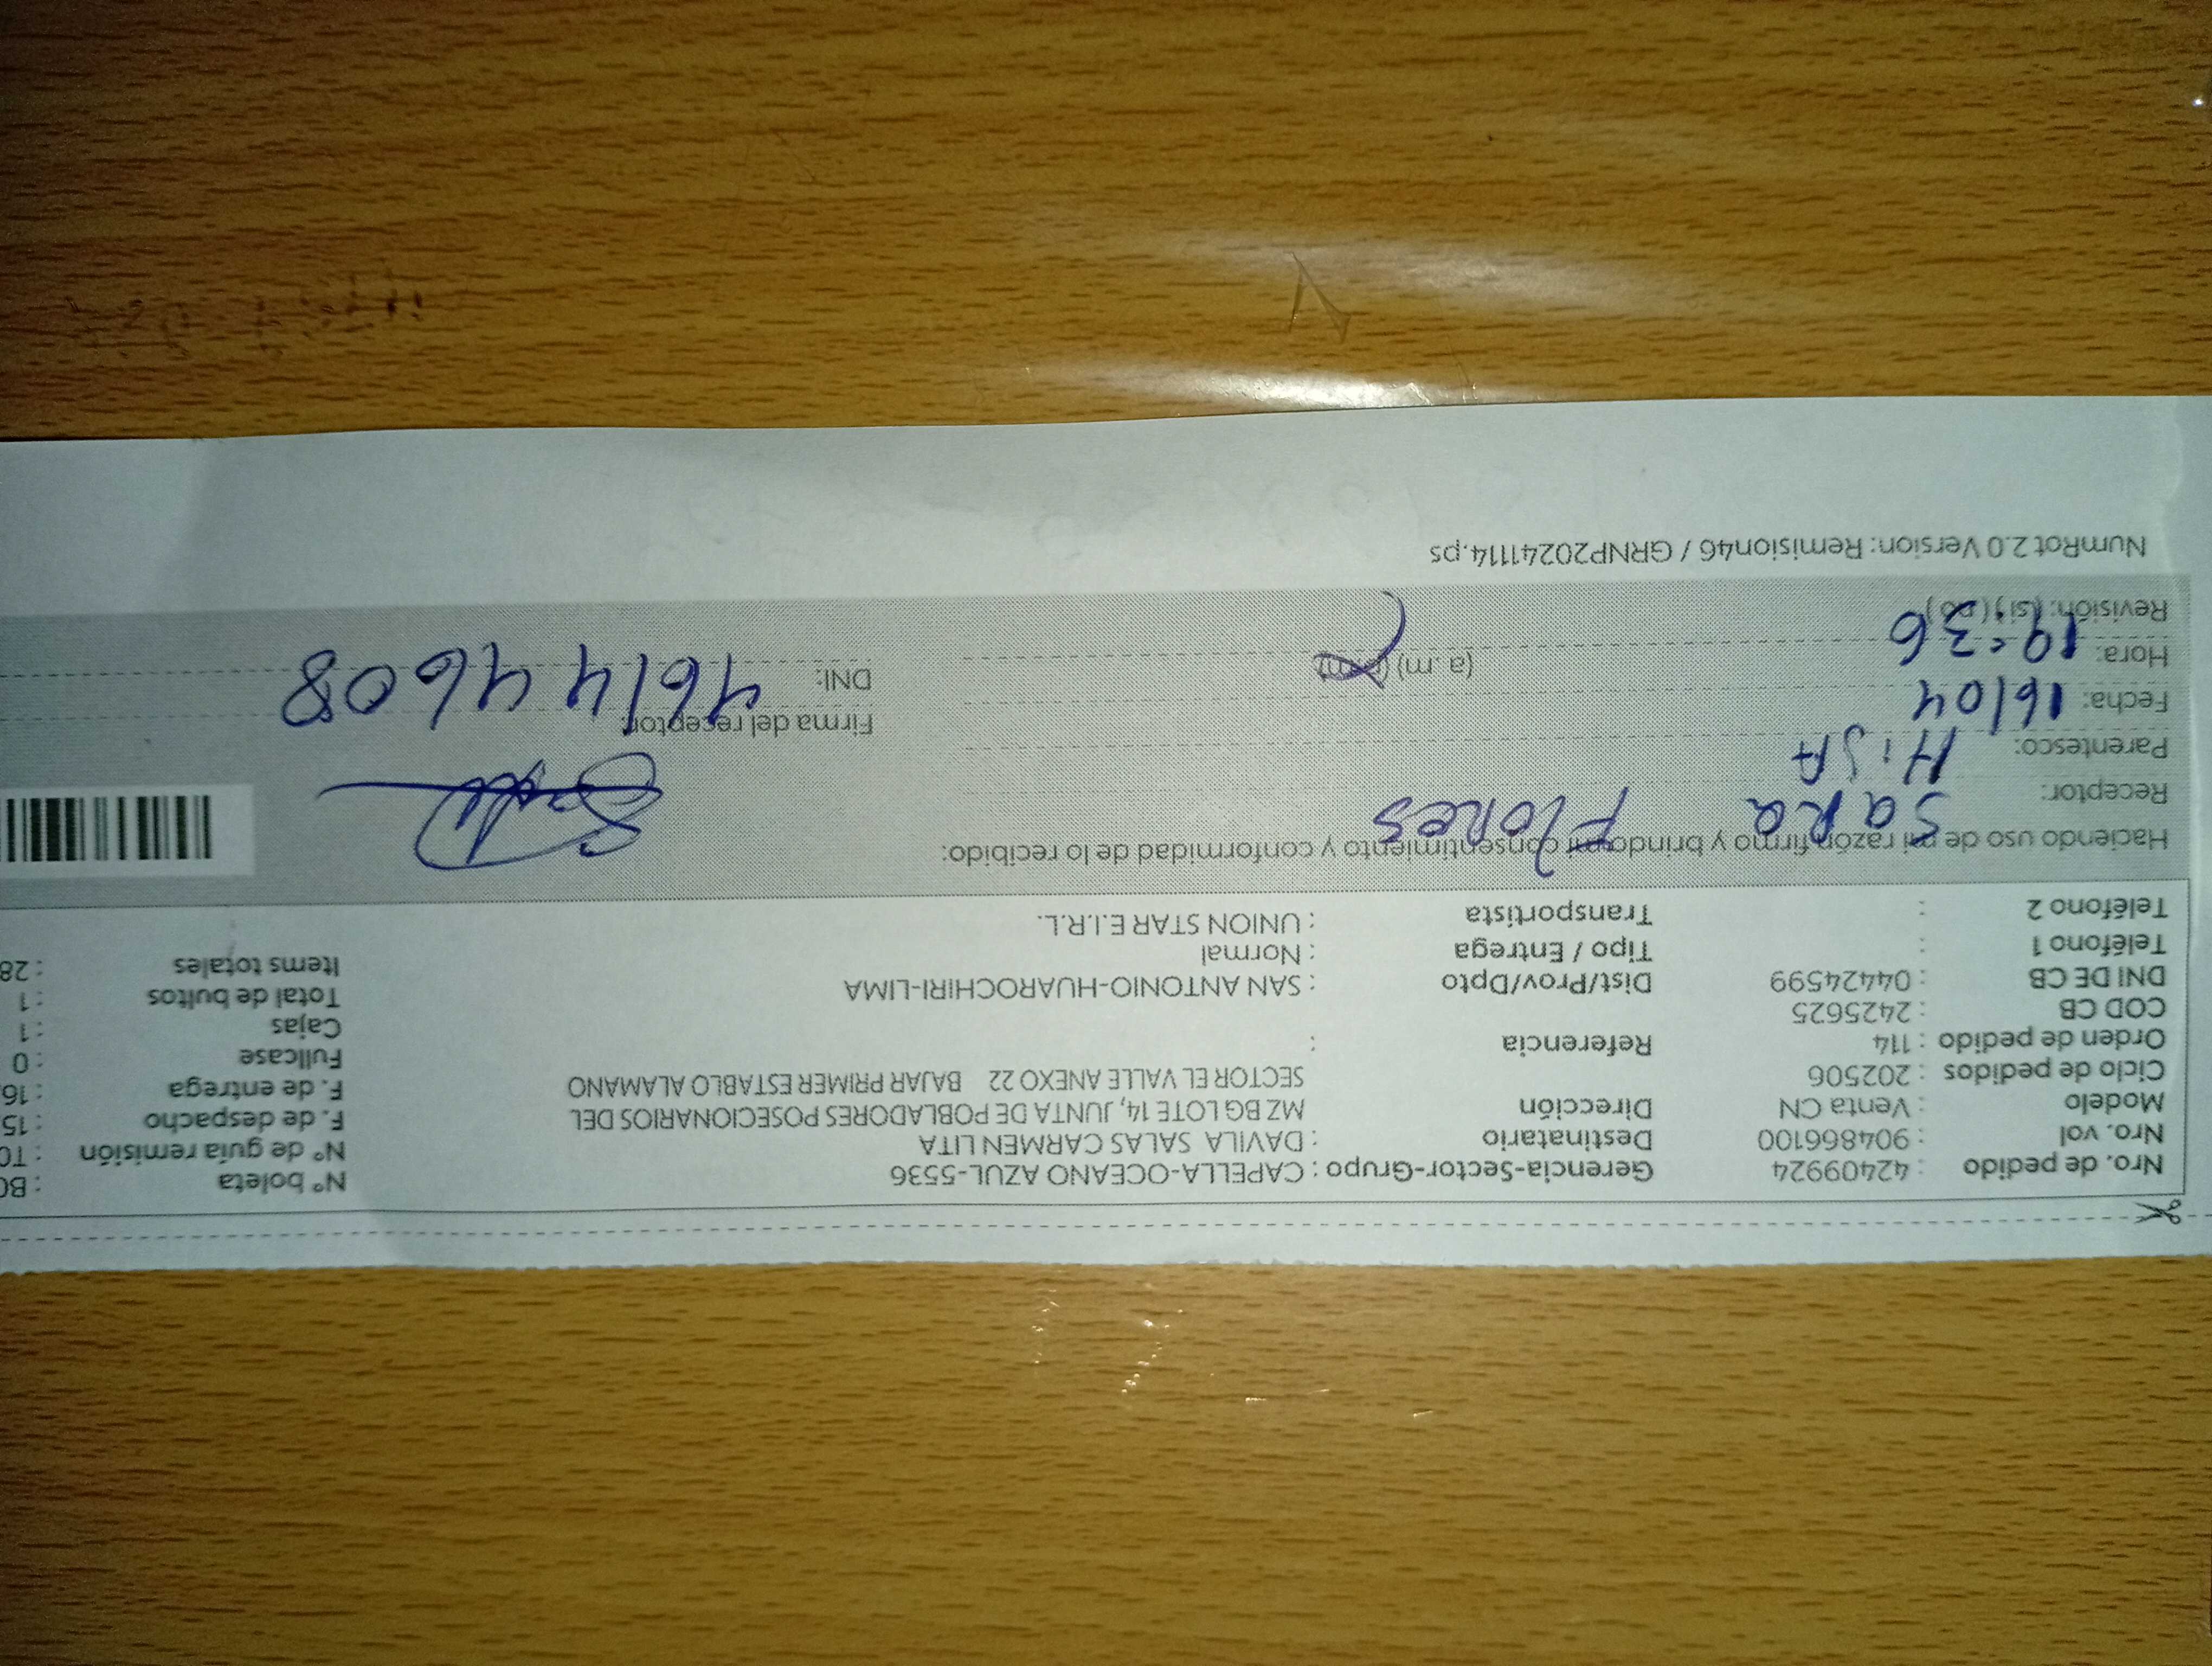 Nro. de pedido : 42409924 Gerencia-Sector-Grupo : CAPELLA-OCEANO AZUL-5536 N° boleta : B0
Nro. vol : 904866100 Destinatario : DAVILA SALAS CARMEN LITA N° de guía remisión : T0
Modelo : Venta CN Dirección MZ BG LOTE 14, JUNTA DE POBLADORES POSECIONARIOS DEL F. de despacho : 15
Ciclo de pedidos : 202506 SECTOR EL VALLE ANEXO 22 BAJAR PRIMER ESTABLO ALAMANO F. de entrega : 16
Orden de pedido : 114 Referencia : Fullcase : 0
COD CB : 2425625 Cajas : 1
DNI DE CB : 04424599 Dist/Prov/Dpto : SAN ANTONIO-HUAROCHIRI-LIMA Total de bultos : 1
Teléfono 1 : Tipo / Entrega : Normal Items totales : 28
Teléfono 2 : Transportista : UNION STAR E.I.R.L.
Haciendo uso de mi razón firmo y brindo mi consentimiento y conformidad de lo recibido:
Receptor: Sara Flores
Parentesco: HiJA
Fecha: 16/04 Firma del receptor:
Hora: 19:36 (a.m) (p.m) DNI: 46144608
Revisión: (si) (no)
NumRot 2.0 Version: Remision46 / GRNP20241114.ps